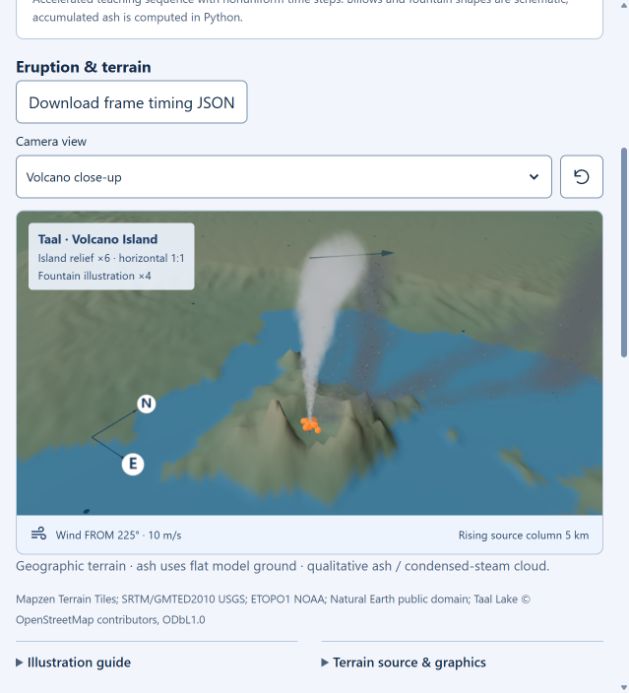 Accelerated teaching sequence with nonuniform time steps. Billows and fountain shapes are schematic;
accumulated ash is computed in Python.
Eruption & terrain
Download frame timing JSON
Camera view
Volcano close-up
Taal · Volcano Island
Island relief ×6 · horizontal 1:1
Fountain illustration ×4
N
E
Wind FROM 225° · 10 m/s
Rising source column 5 km
Geographic terrain · ash uses flat model ground · qualitative ash / condensed-steam cloud.
Mapzen Terrain Tiles; SRTM/GMTED2010 USGS; ETOPO1 NOAA; Natural Earth public domain; Taal Lake ©
OpenStreetMap contributors, ODbL1.0
Illustration guide
Terrain source & graphics